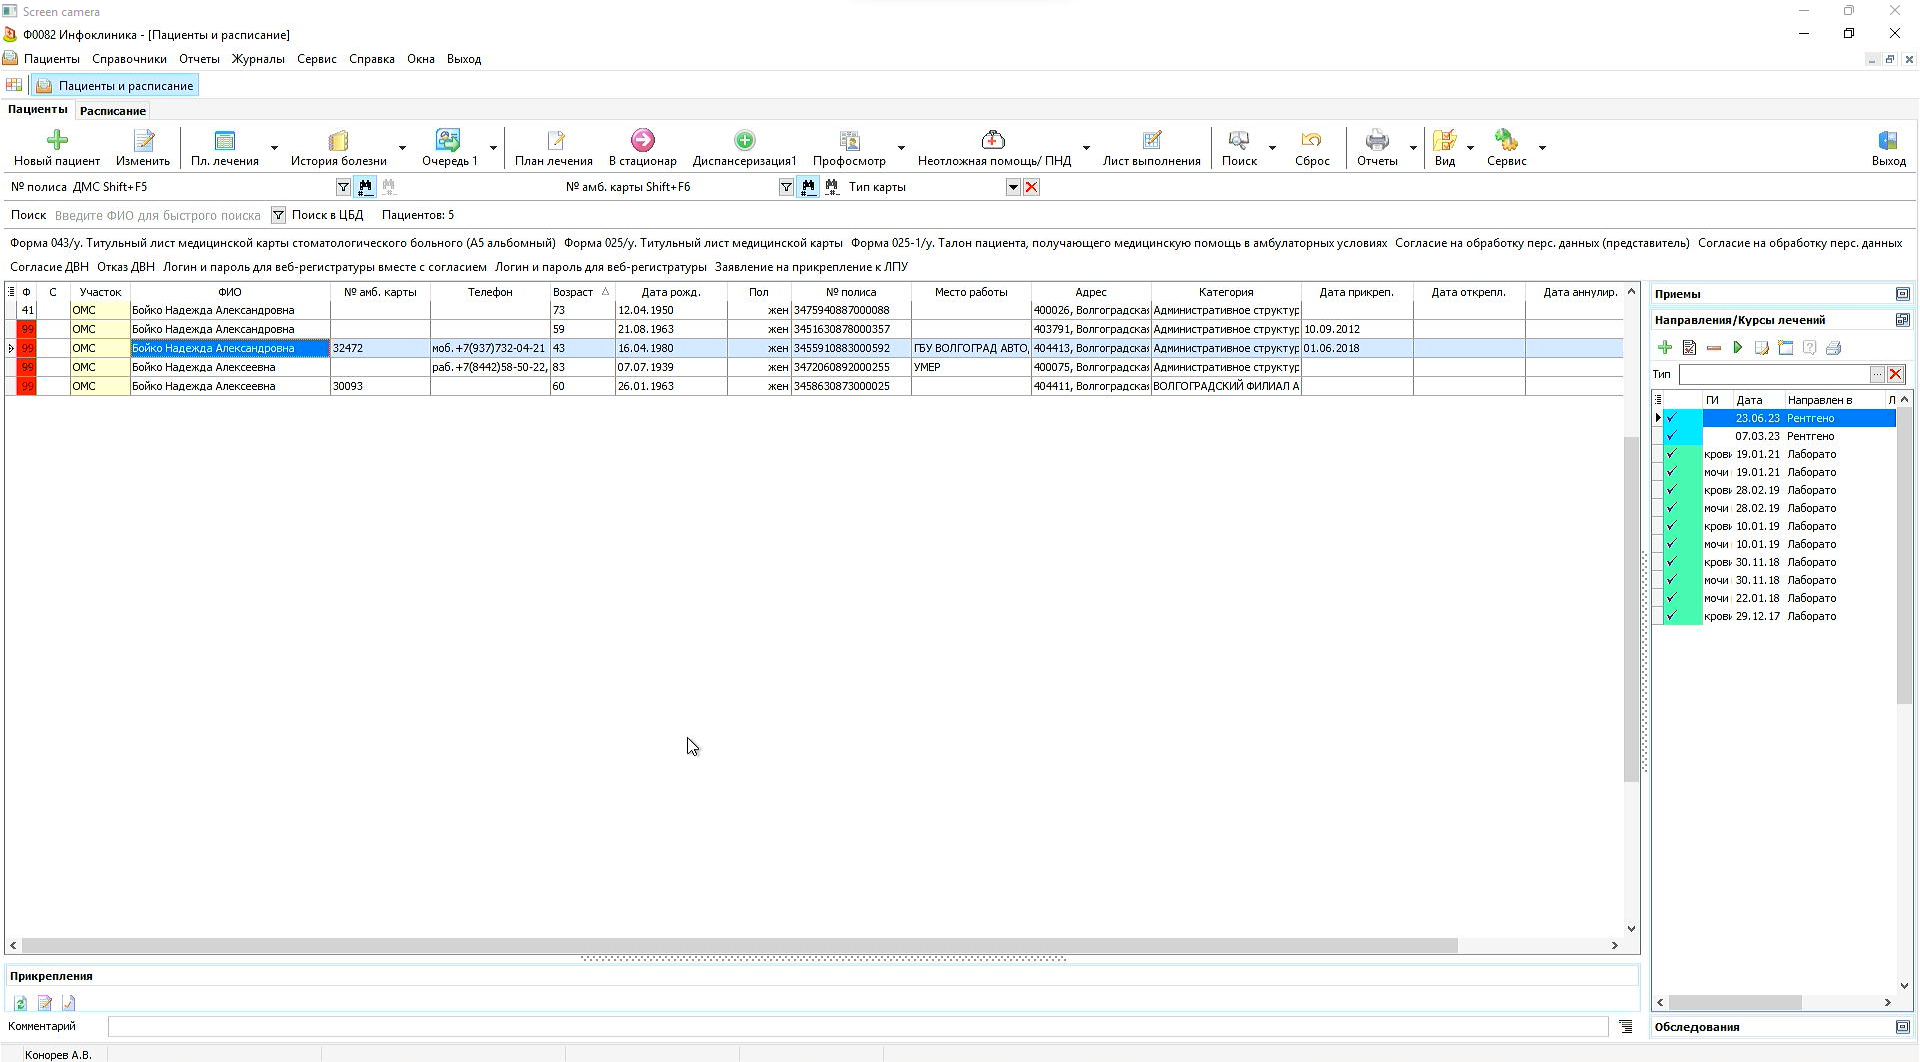 Screen camera
Ф0082 Инфоклиника - [Пациенты и расписание]
Пациенты Справочники Отчеты Журналы Сервис Справка Окна Выход
Пациенты и расписание
Пациенты Расписание
Новый пациент Изменить Пл. лечения История болезни Очередь 1 План лечения В стационар Диспансеризация1 Профосмотр Неотложная помощь/ ПНД Лист выполнения Поиск Сброс Отчеты Вид Сервис Выход
№ полиса ДМС Shift+F5 № амб. карты Shift+F6 Тип карты
Поиск Введите ФИО для быстрого поиска Поиск в ЦБД Пациентов: 5
Форма 043/у. Титульный лист медицинской карты стоматологического больного (А5 альбомный) Форма 025/у. Титульный лист медицинской карты Форма 025-1/у. Талон пациента, получающего медицинскую помощь в амбулаторных условиях Согласие на обработку перс. данных (представитель) Согласие на обработку перс. данных
Согласие ДВН Отказ ДВН Логин и пароль для веб-регистратуры вместе с согласием Логин и пароль для веб-регистратуры Заявление на прикрепление к ЛПУ
Ф С Участок ФИО № амб. карты Телефон Возраст Дата рожд. Пол № полиса Место работы Адрес Категория Дата прикреп. Дата открепл. Дата аннулир.
41 ОМС Бойко Надежда Александровна 73 12.04.1950 жен 3475940887000088 400026, Волгоградска Административное структур
99 ОМС Бойко Надежда Александровна 59 21.08.1963 жен 3451630878000357 403791, Волгоградска Административное структур 10.09.2012
99 ОМС Бойко Надежда Александровна 32472 моб.+7(937)732-04-21 43 16.04.1980 жен 3455910883000592 ГБУ ВОЛГОГРАД АВТО, 404413, Волгоградска Административное структур 01.06.2018
99 ОМС Бойко Надежда Алексеевна раб.+7(8442)58-50-22, 83 07.07.1939 жен 3472060892000255 УМЕР 400075, Волгоградска Административное структур
99 ОМС Бойко Надежда Алексеевна 30093 60 26.01.1963 жен 3458630873000025 404411, Волгоградска ВОЛГОГРАДСКИЙ ФИЛИАЛ А
Приемы
Направления/Курсы лечений
Тип
ГИ Дата Направлен в Л
23.06.23 Рентгено
07.03.23 Рентгено
крови 19.01.21 Лаборато
мочи 19.01.21 Лаборато
крови 28.02.19 Лаборато
мочи 28.02.19 Лаборато
крови 10.01.19 Лаборато
мочи 10.01.19 Лаборато
крови 30.11.18 Лаборато
мочи 30.11.18 Лаборато
мочи 22.01.18 Лаборато
крови 29.12.17 Лаборато
Прикрепления
Комментарий
Обследования
Конорев А.В.